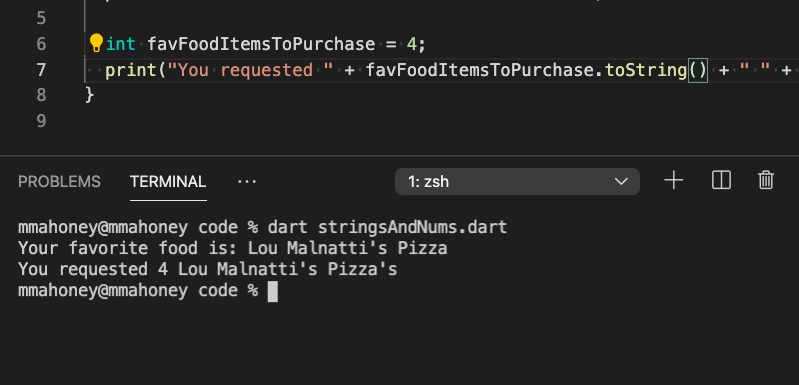 5
6 int favFoodItemsToPurchase = 4;
7 print("You requested " + favFoodItemsToPurchase.toString() + " " +
8 }
9
PROBLEMS TERMINAL ... 1: zsh
mmahoney@mmahoney code % dart stringsAndNums.dart
Your favorite food is: Lou Malnatti's Pizza
You requested 4 Lou Malnatti's Pizza's
mmahoney@mmahoney code %